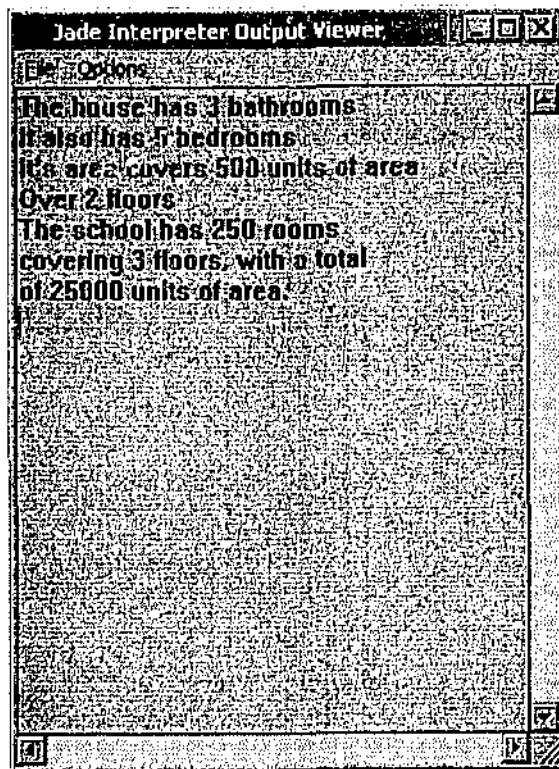 Jade Interpreter Output Viewer
File Options
The house has 3 bathrooms
It also has 5 bedrooms
It's area covers 500 units of area
Over 2 floors
The school has 250 rooms
covering 3 floors, with a total
of 25000 units of area.